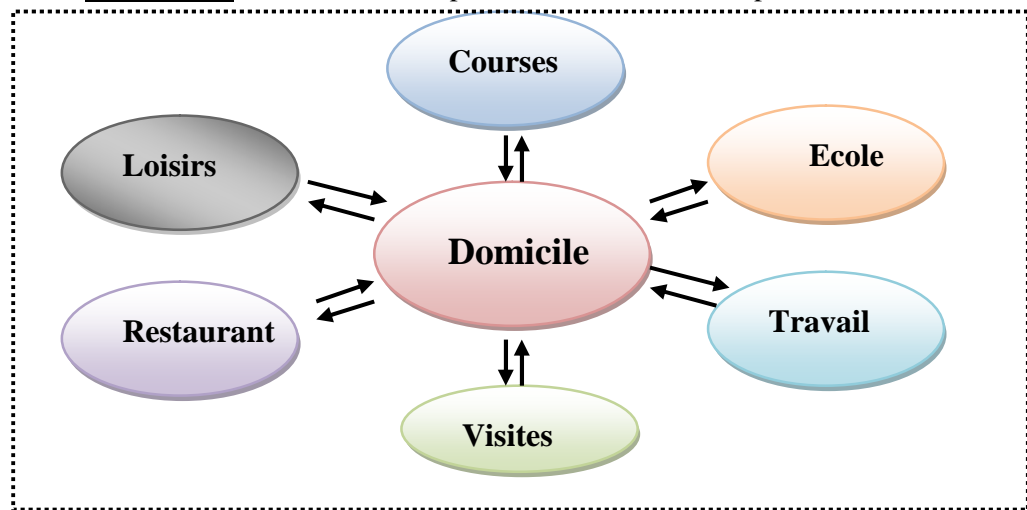 Courses
Ecole
Loisirs
Domicile
Restaurant
Travail
Visites